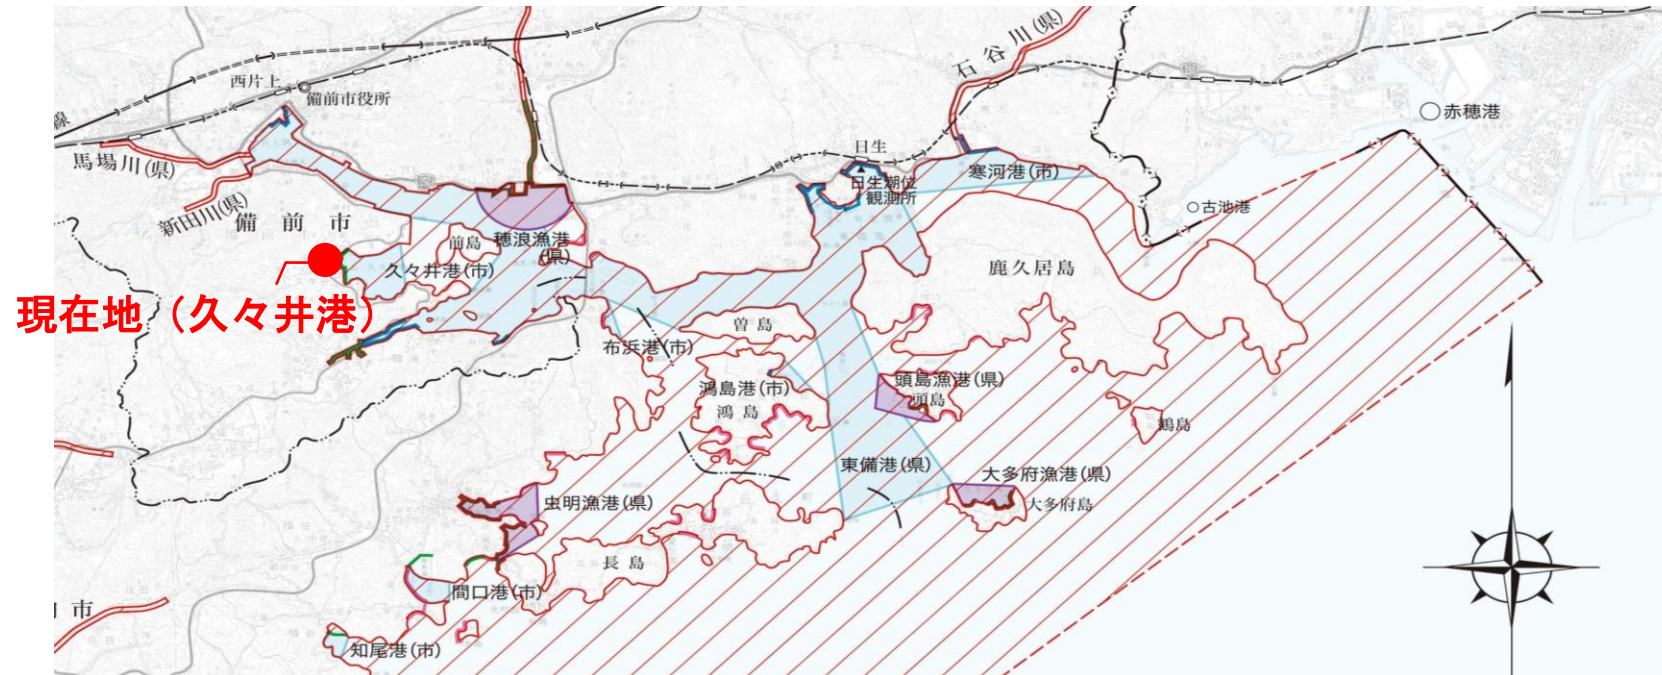 石谷川(県)
西片上
備前市役所
線
赤穂港
日生
馬場川(県)
寒河港(市)
日生潮位
観測所
新田川(県)
古池港
備前市
穂浪漁港
(県)
前島
久々井港(市)
鹿久居島
現在地（久々井港）
曽島
布浜港(市)
頭島漁港(県)
鴻島港(市)
頭島
鴻島
鶴島
東備港(県)
大多府漁港(県)
虫明漁港(県)
大多府島
長島
間口港(市)
市
知尾港(市)